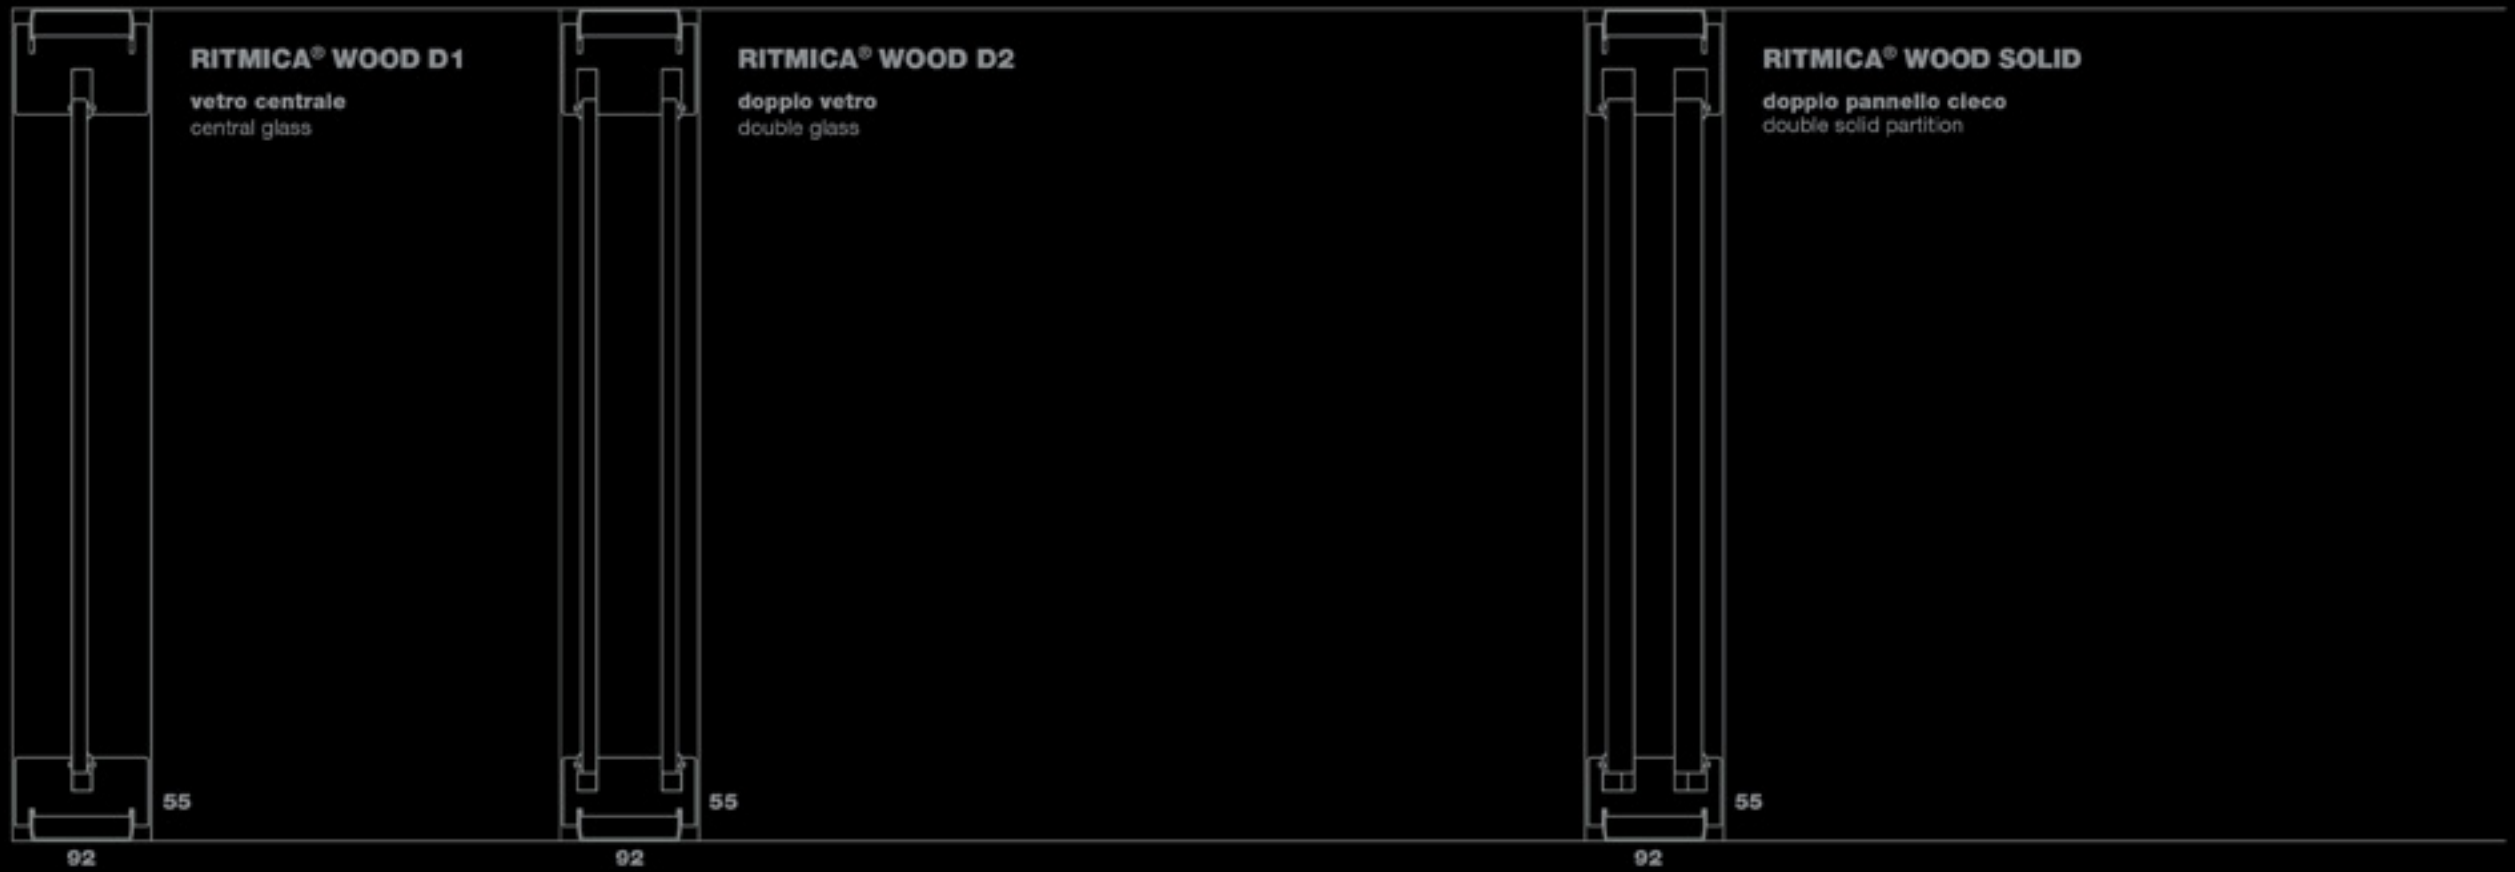 RITMICA® WOOD D1
vetro centrale
central glass
55
92
RITMICA® WOOD D2
doppio vetro
double glass
55
92
RITMICA® WOOD SOLID
doppio pannello cieco
double solid partition
55
92